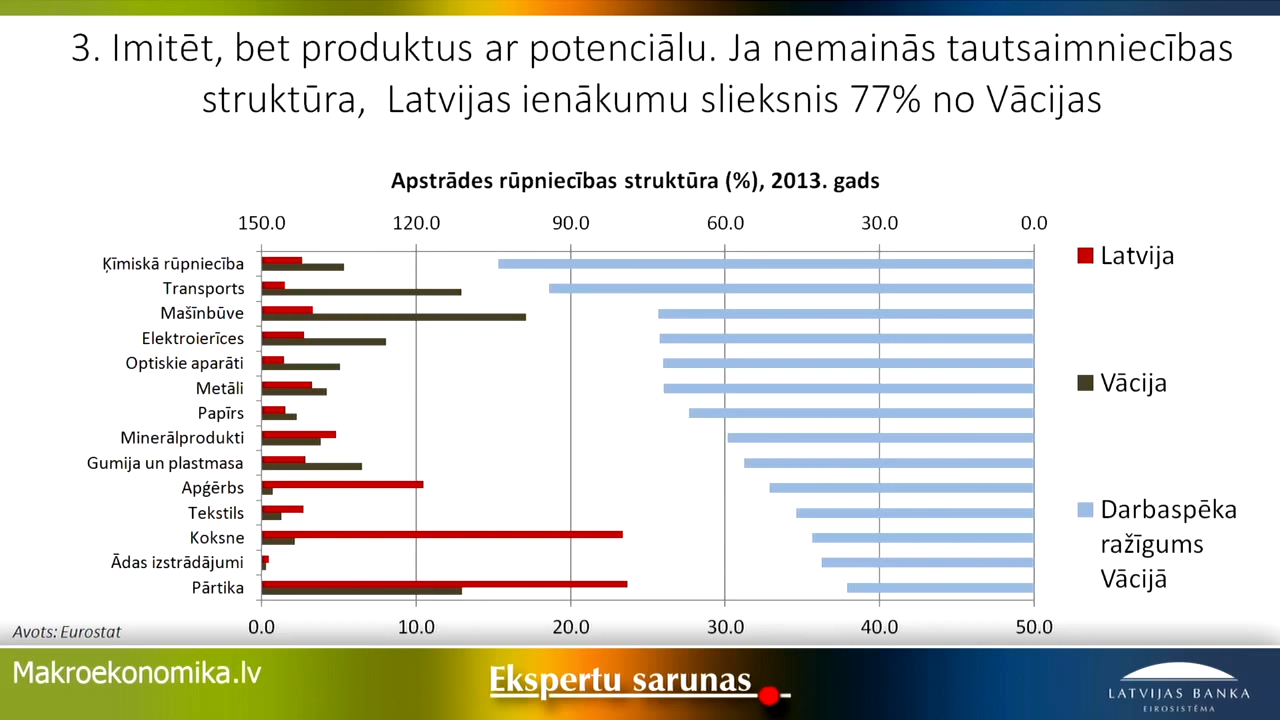 3. Imitēt, bet produktus ar potenciālu. Ja nemainās tautsaimniecības
struktūra, Latvijas ienākumu slieksnis 77% no Vācijas
Apstrādes rūpniecības struktūra (%), 2013. gads
150.0 120.0 90.0 60.0 30.0 0.0
Ķīmiskā rūpniecība
Transports
Mašīnbūve
Elektroierīces
Optiskie aparāti
Metāli
Papīrs
Minerālprodukti
Gumija un plastmasa
Apģērbs
Tekstils
Koksne
Ādas izstrādājumi
Pārtika
0.0 10.0 20.0 30.0 40.0 50.0
Latvija
Vācija
Darbaspēka
ražīgums
Vācijā
Avots: Eurostat
Makroekonomika.lv
Ekspertu sarunas
LATVIJAS BANKA
EIROSISTĒMA